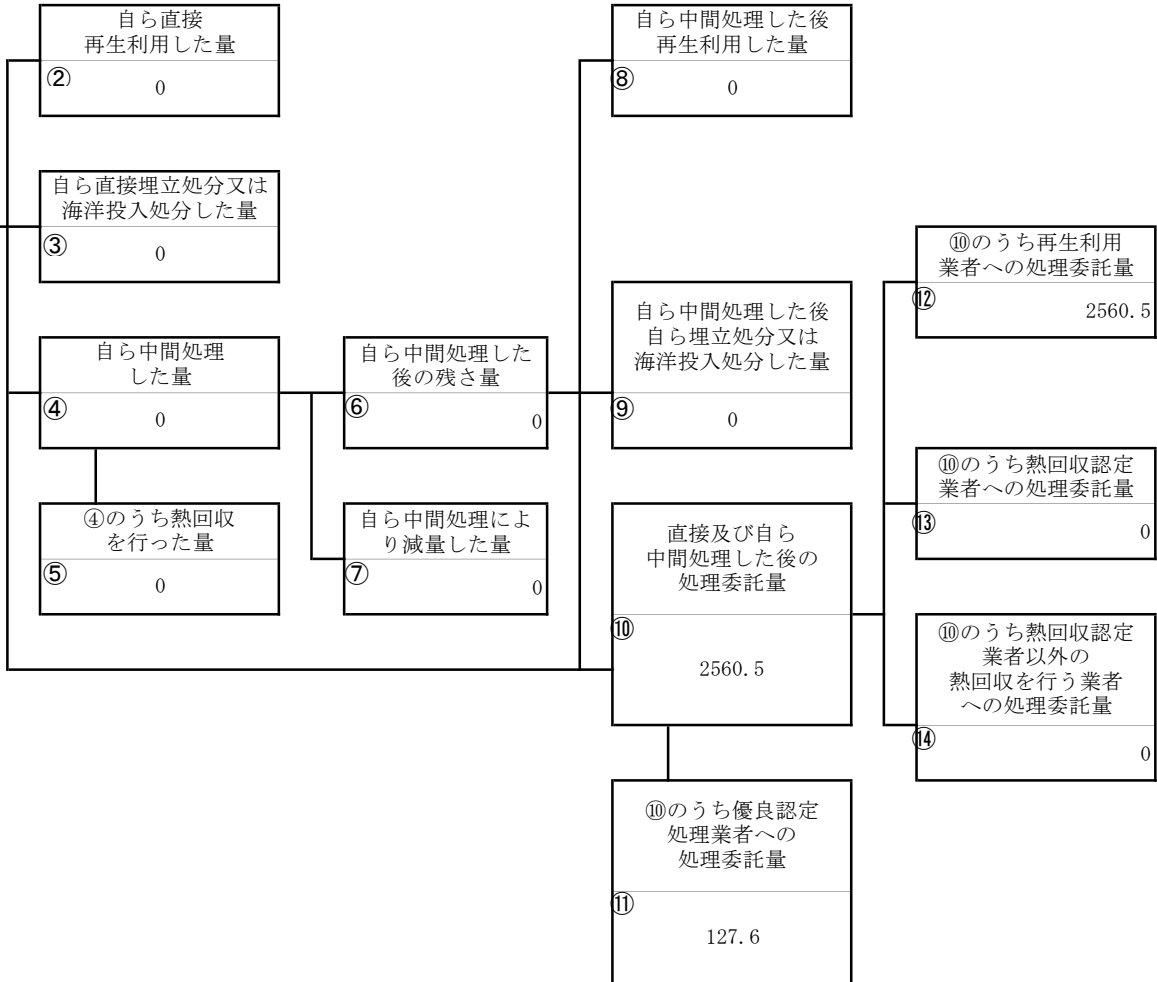 自ら直接
再生利用した量
②
0
自ら中間処理した後
再生利用した量
⑧
0
自ら直接埋立処分又は
海洋投入処分した量
③
0
⑩のうち再生利用
業者への処理委託量
⑫
2560.5
自ら中間処理
した量
④
0
自ら中間処理した
後の残さ量
⑥
0
自ら中間処理した後
自ら埋立処分又は
海洋投入処分した量
⑨
0
⑩のうち熱回収認定
業者への処理委託量
⑬
0
④のうち熱回収
を行った量
⑤
0
自ら中間処理によ
り減量した量
⑦
0
直接及び自ら
中間処理した後の
処理委託量
⑩
2560.5
⑩のうち熱回収認定
業者以外の
熱回収を行う業者
への処理委託量
⑭
0
⑩のうち優良認定
処理業者への
処理委託量
⑪
127.6